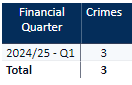 Financial Quarter Crimes
2024/25 - Q1 3
Total 3